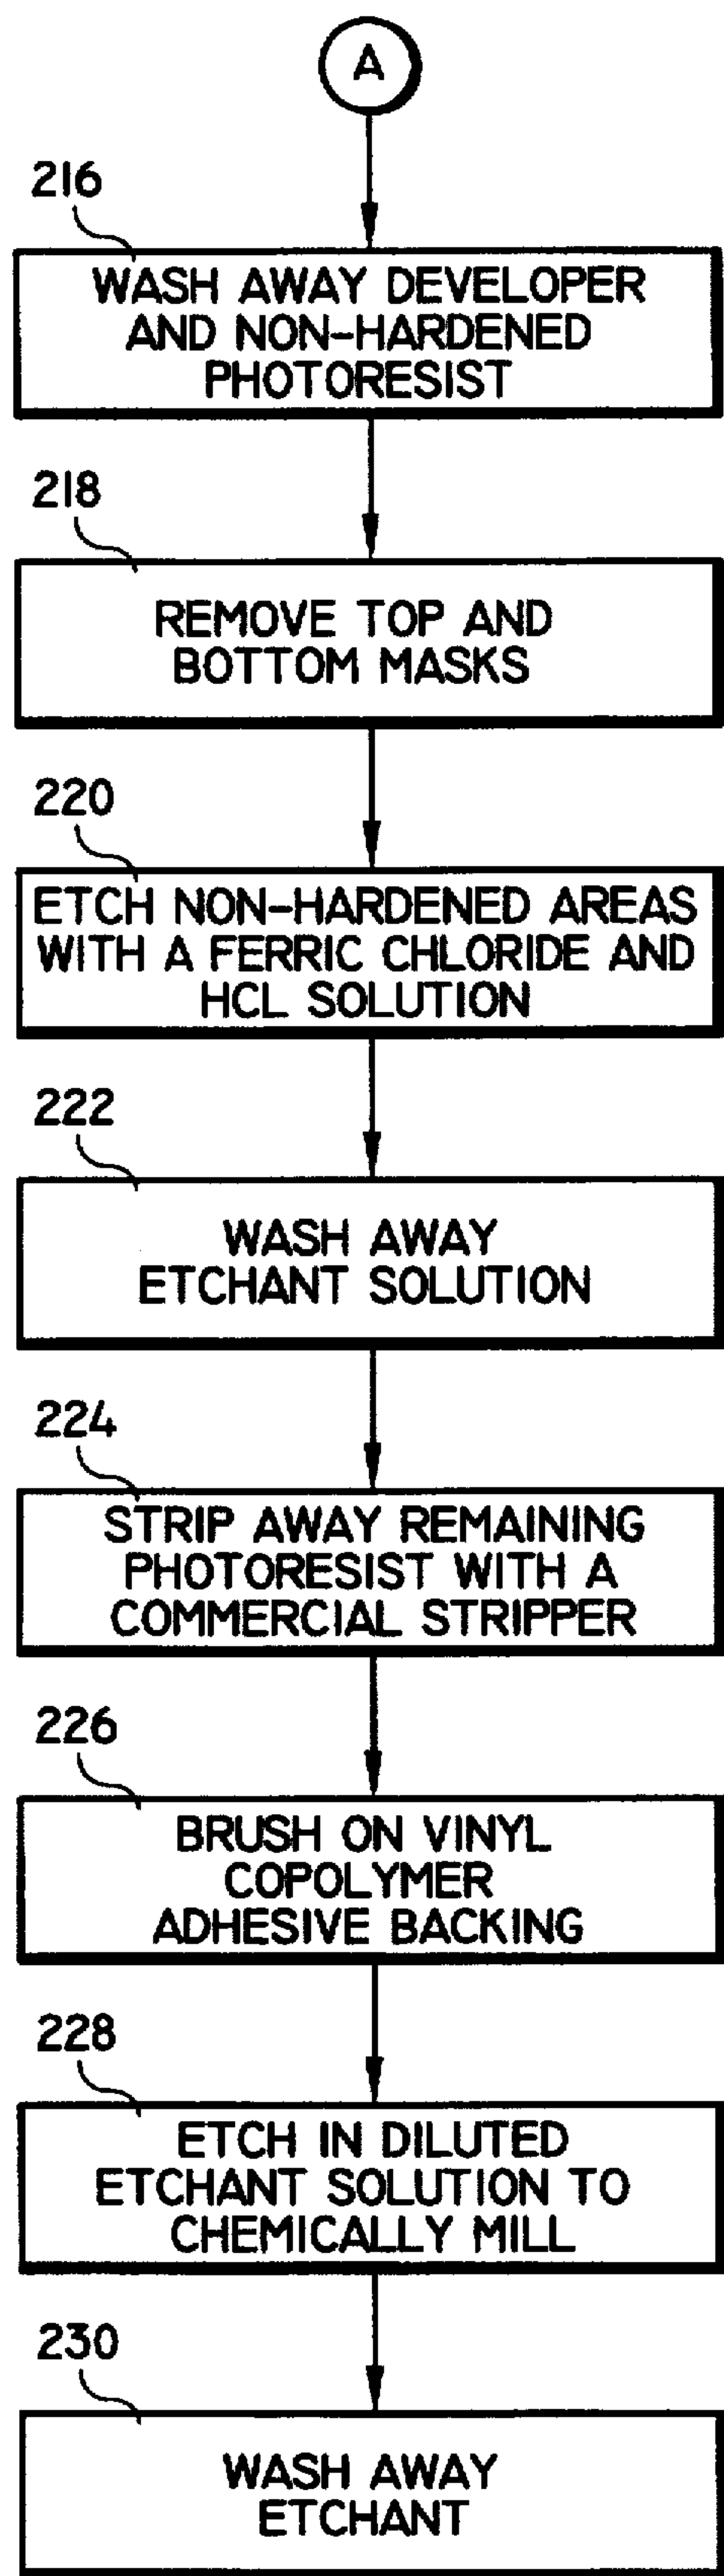 A
216
WASH AWAY DEVELOPER
AND NON-HARDENED
PHOTORESIST
218
REMOVE TOP AND
BOTTOM MASKS
220
ETCH NON-HARDENED AREAS
WITH A FERRIC CHLORIDE AND
HCL SOLUTION
222
WASH AWAY
ETCHANT SOLUTION
224
STRIP AWAY REMAINING
PHOTORESIST WITH A
COMMERCIAL STRIPPER
226
BRUSH ON VINYL
COPOLYMER
ADHESIVE BACKING
228
ETCH IN DILUTED
ETCHANT SOLUTION TO
CHEMICALLY MILL
230
WASH AWAY
ETCHANT